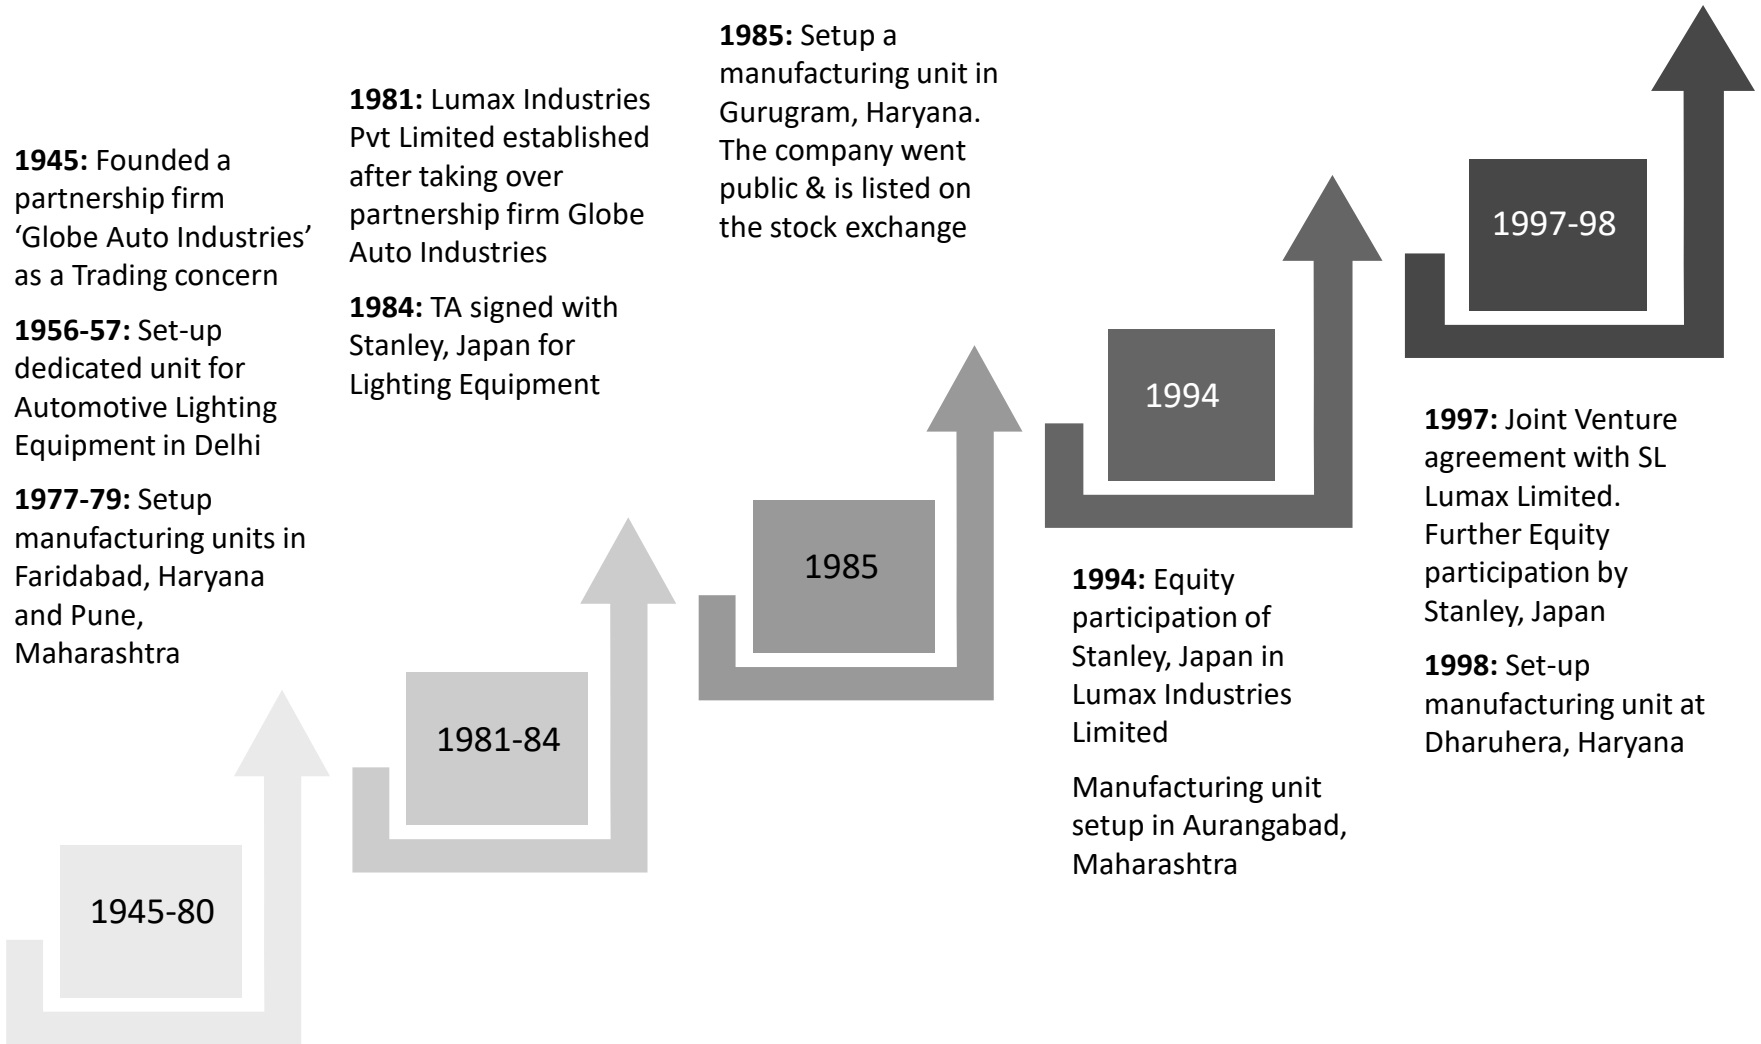 1945: Founded a
partnership firm
‘Globe Auto Industries’
as a Trading concern
1956-57: Set-up
dedicated unit for
Automotive Lighting
Equipment in Delhi
1977-79: Setup
manufacturing units in
Faridabad, Haryana
and Pune,
Maharashtra
1945-80
1981: Lumax Industries
Pvt Limited established
after taking over
partnership firm Globe
Auto Industries
1984: TA signed with
Stanley, Japan for
Lighting Equipment
1981-84
1985: Setup a
manufacturing unit in
Gurugram, Haryana.
The company went
public & is listed on
the stock exchange
1985
1994
1994: Equity
participation of
Stanley, Japan in
Lumax Industries
Limited
Manufacturing unit
setup in Aurangabad,
Maharashtra
1997-98
1997: Joint Venture
agreement with SL
Lumax Limited.
Further Equity
participation by
Stanley, Japan
1998: Set-up
manufacturing unit at
Dharuhera, Haryana